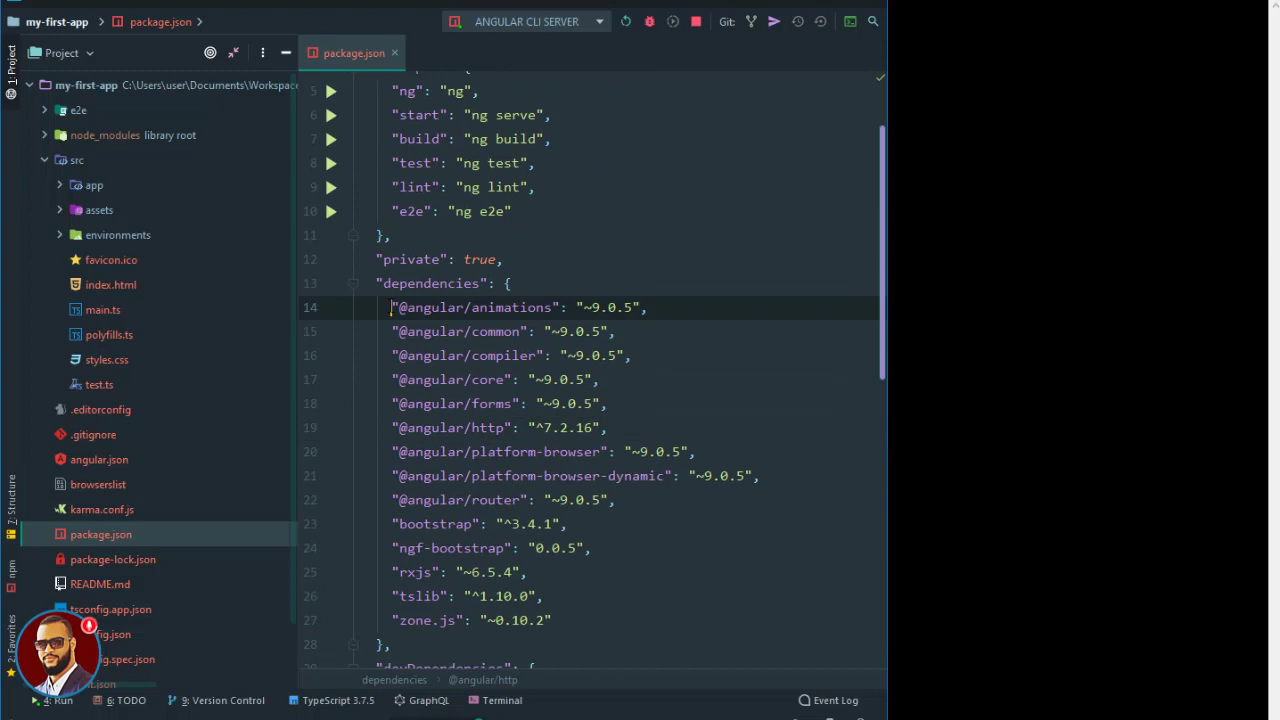 my-first-app
package.json
ANGULAR CLI SERVER
Git:
1: Project
Project
package.json
my-first-app C:\Users\user\Documents\Workspac
e2e
node_modules library root
src
app
assets
environments
favicon.ico
index.html
main.ts
polyfills.ts
styles.css
test.ts
.editorconfig
.gitignore
angular.json
browserslist
karma.conf.js
package.json
package-lock.json
README.md
tsconfig.app.json
fig.json
fig.spec.json
nt.json
7: Structure
npm
2: Favorites
5 "ng": "ng",
6 "start": "ng serve",
7 "build": "ng build",
8 "test": "ng test",
9 "lint": "ng lint",
10 "e2e": "ng e2e"
11 },
12 "private": true,
13 "dependencies": {
14 "@angular/animations": "~9.0.5",
15 "@angular/common": "~9.0.5",
16 "@angular/compiler": "~9.0.5",
17 "@angular/core": "~9.0.5",
18 "@angular/forms": "~9.0.5",
19 "@angular/http": "^7.2.16",
20 "@angular/platform-browser": "~9.0.5",
21 "@angular/platform-browser-dynamic": "~9.0.5",
22 "@angular/router": "~9.0.5",
23 "bootstrap": "^3.4.1",
24 "ngf-bootstrap": "0.0.5",
25 "rxjs": "~6.5.4",
26 "tslib": "^1.10.0",
27 "zone.js": "~0.10.2"
28 },
29 "devDependencies": {
dependencies
@angular/http
4: Run
6: TODO
9: Version Control
TypeScript 3.7.5
GraphQL
Terminal
Event Log